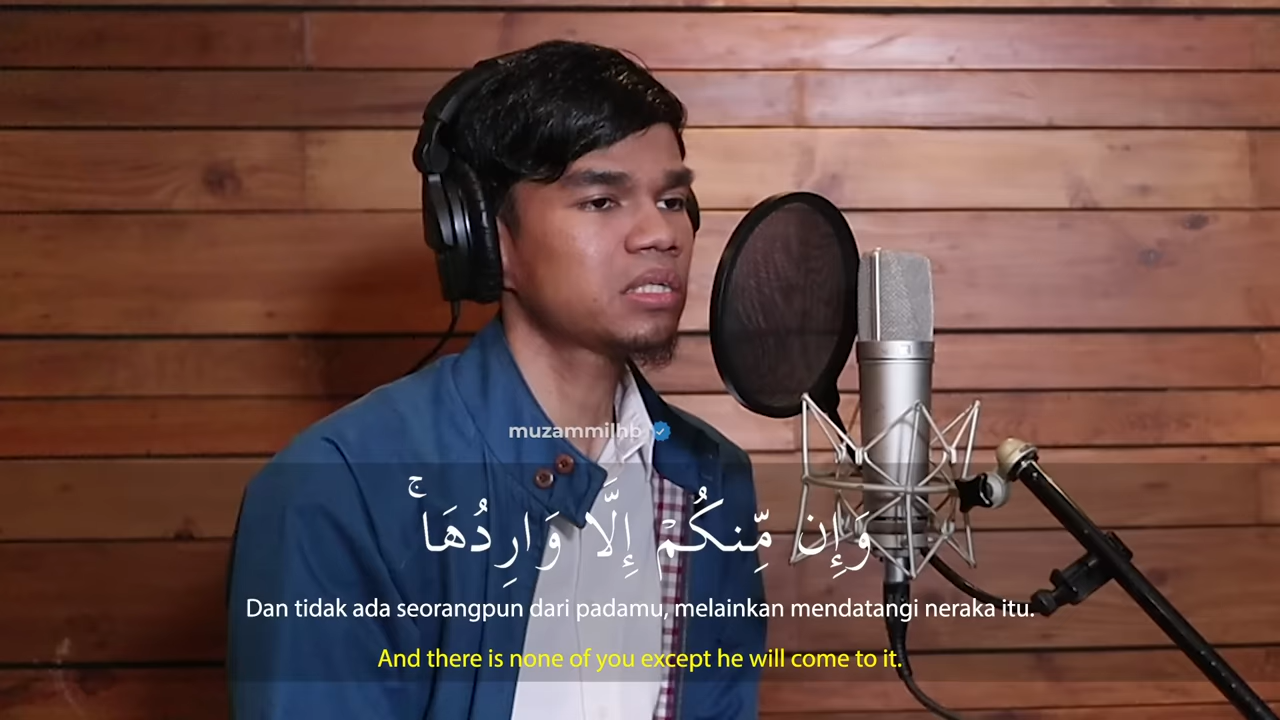 muzammilhb
وَإِن مِّنكُمْ إِلَّا وَارِدُهَا ۚ
Dan tidak ada seorangpun dari padamu, melainkan mendatangi neraka itu.
And there is none of you except he will come to it.